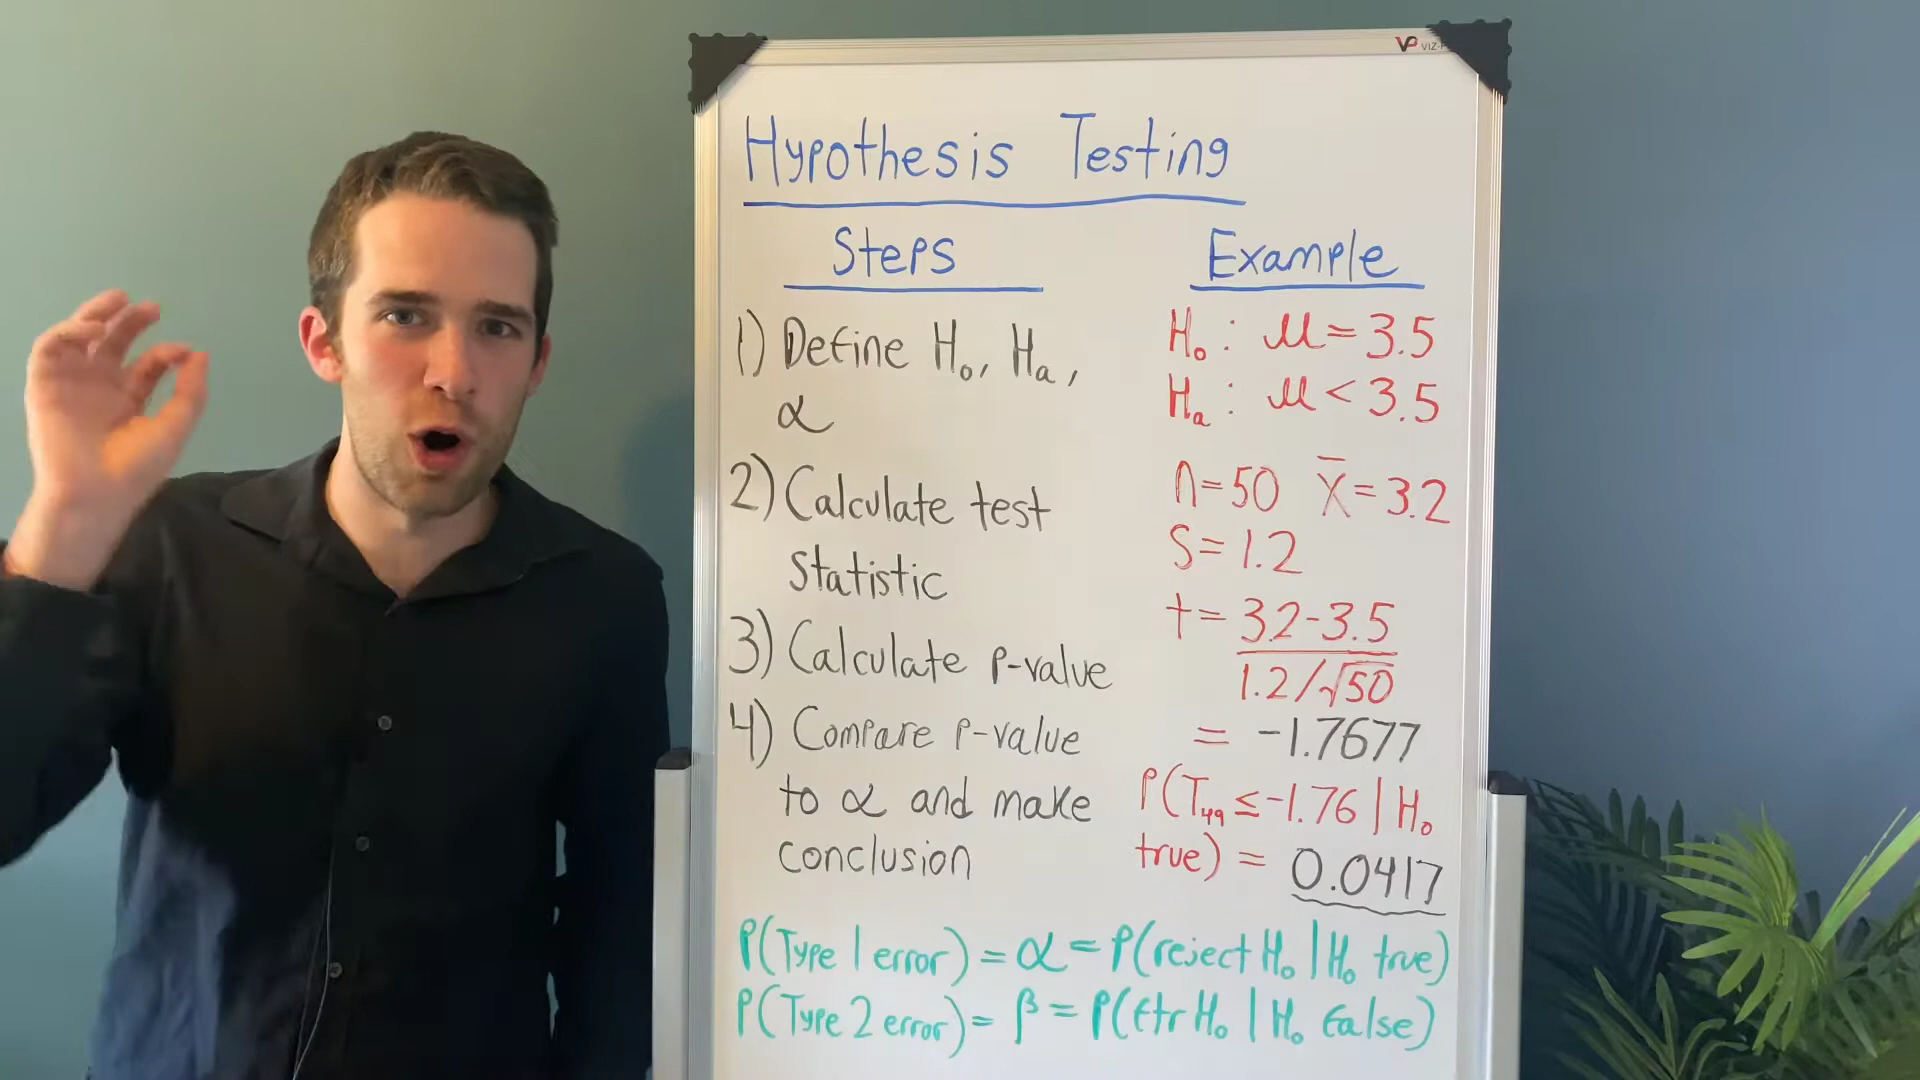 VP VIZ-P
Hypothesis Testing
Steps
1) Define H₀, Hₐ,
α
2) Calculate test
statistic
3) Calculate p-value
4) Compare p-value
to α and make
conclusion
Example
H₀ : μ = 3.5
Hₐ : μ < 3.5
n=50 x̄=3.2
S=1.2
t= 3.2-3.5
1.2/√50
= -1.7677
P(T₄₉ ≤ -1.76 | H₀
true) = 0.0417
P(Type 1 error) = α = P(reject H₀ | H₀ true)
P(Type 2 error) = β = P(ftr H₀ | H₀ false)